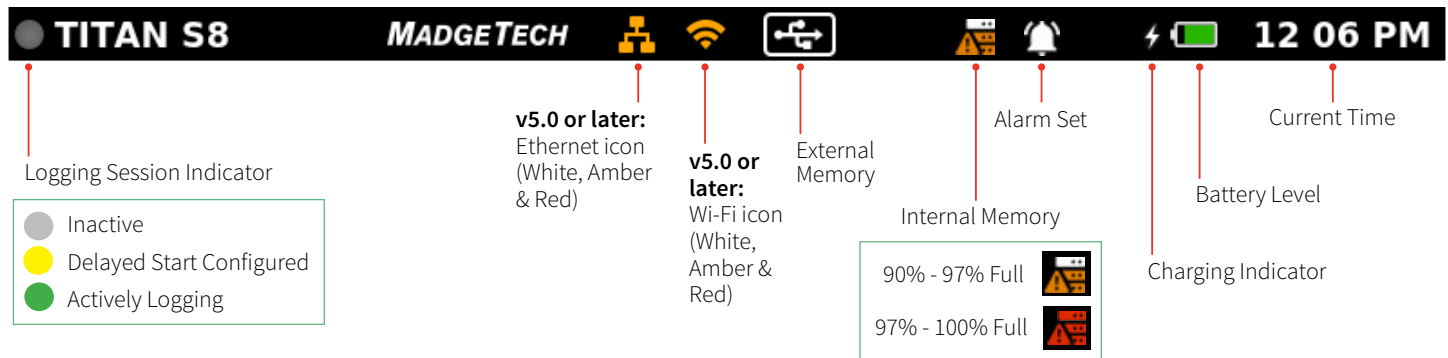 TITAN S8
MADGETECH
12 06 PM
Logging Session Indicator
Inactive
Delayed Start Configured
Actively Logging
v5.0 or later:
Ethernet icon
(White, Amber
& Red)
v5.0 or
later:
Wi-Fi icon
(White,
Amber &
Red)
External
Memory
Internal Memory
90% - 97% Full
97% - 100% Full
Alarm Set
Charging Indicator
Battery Level
Current Time